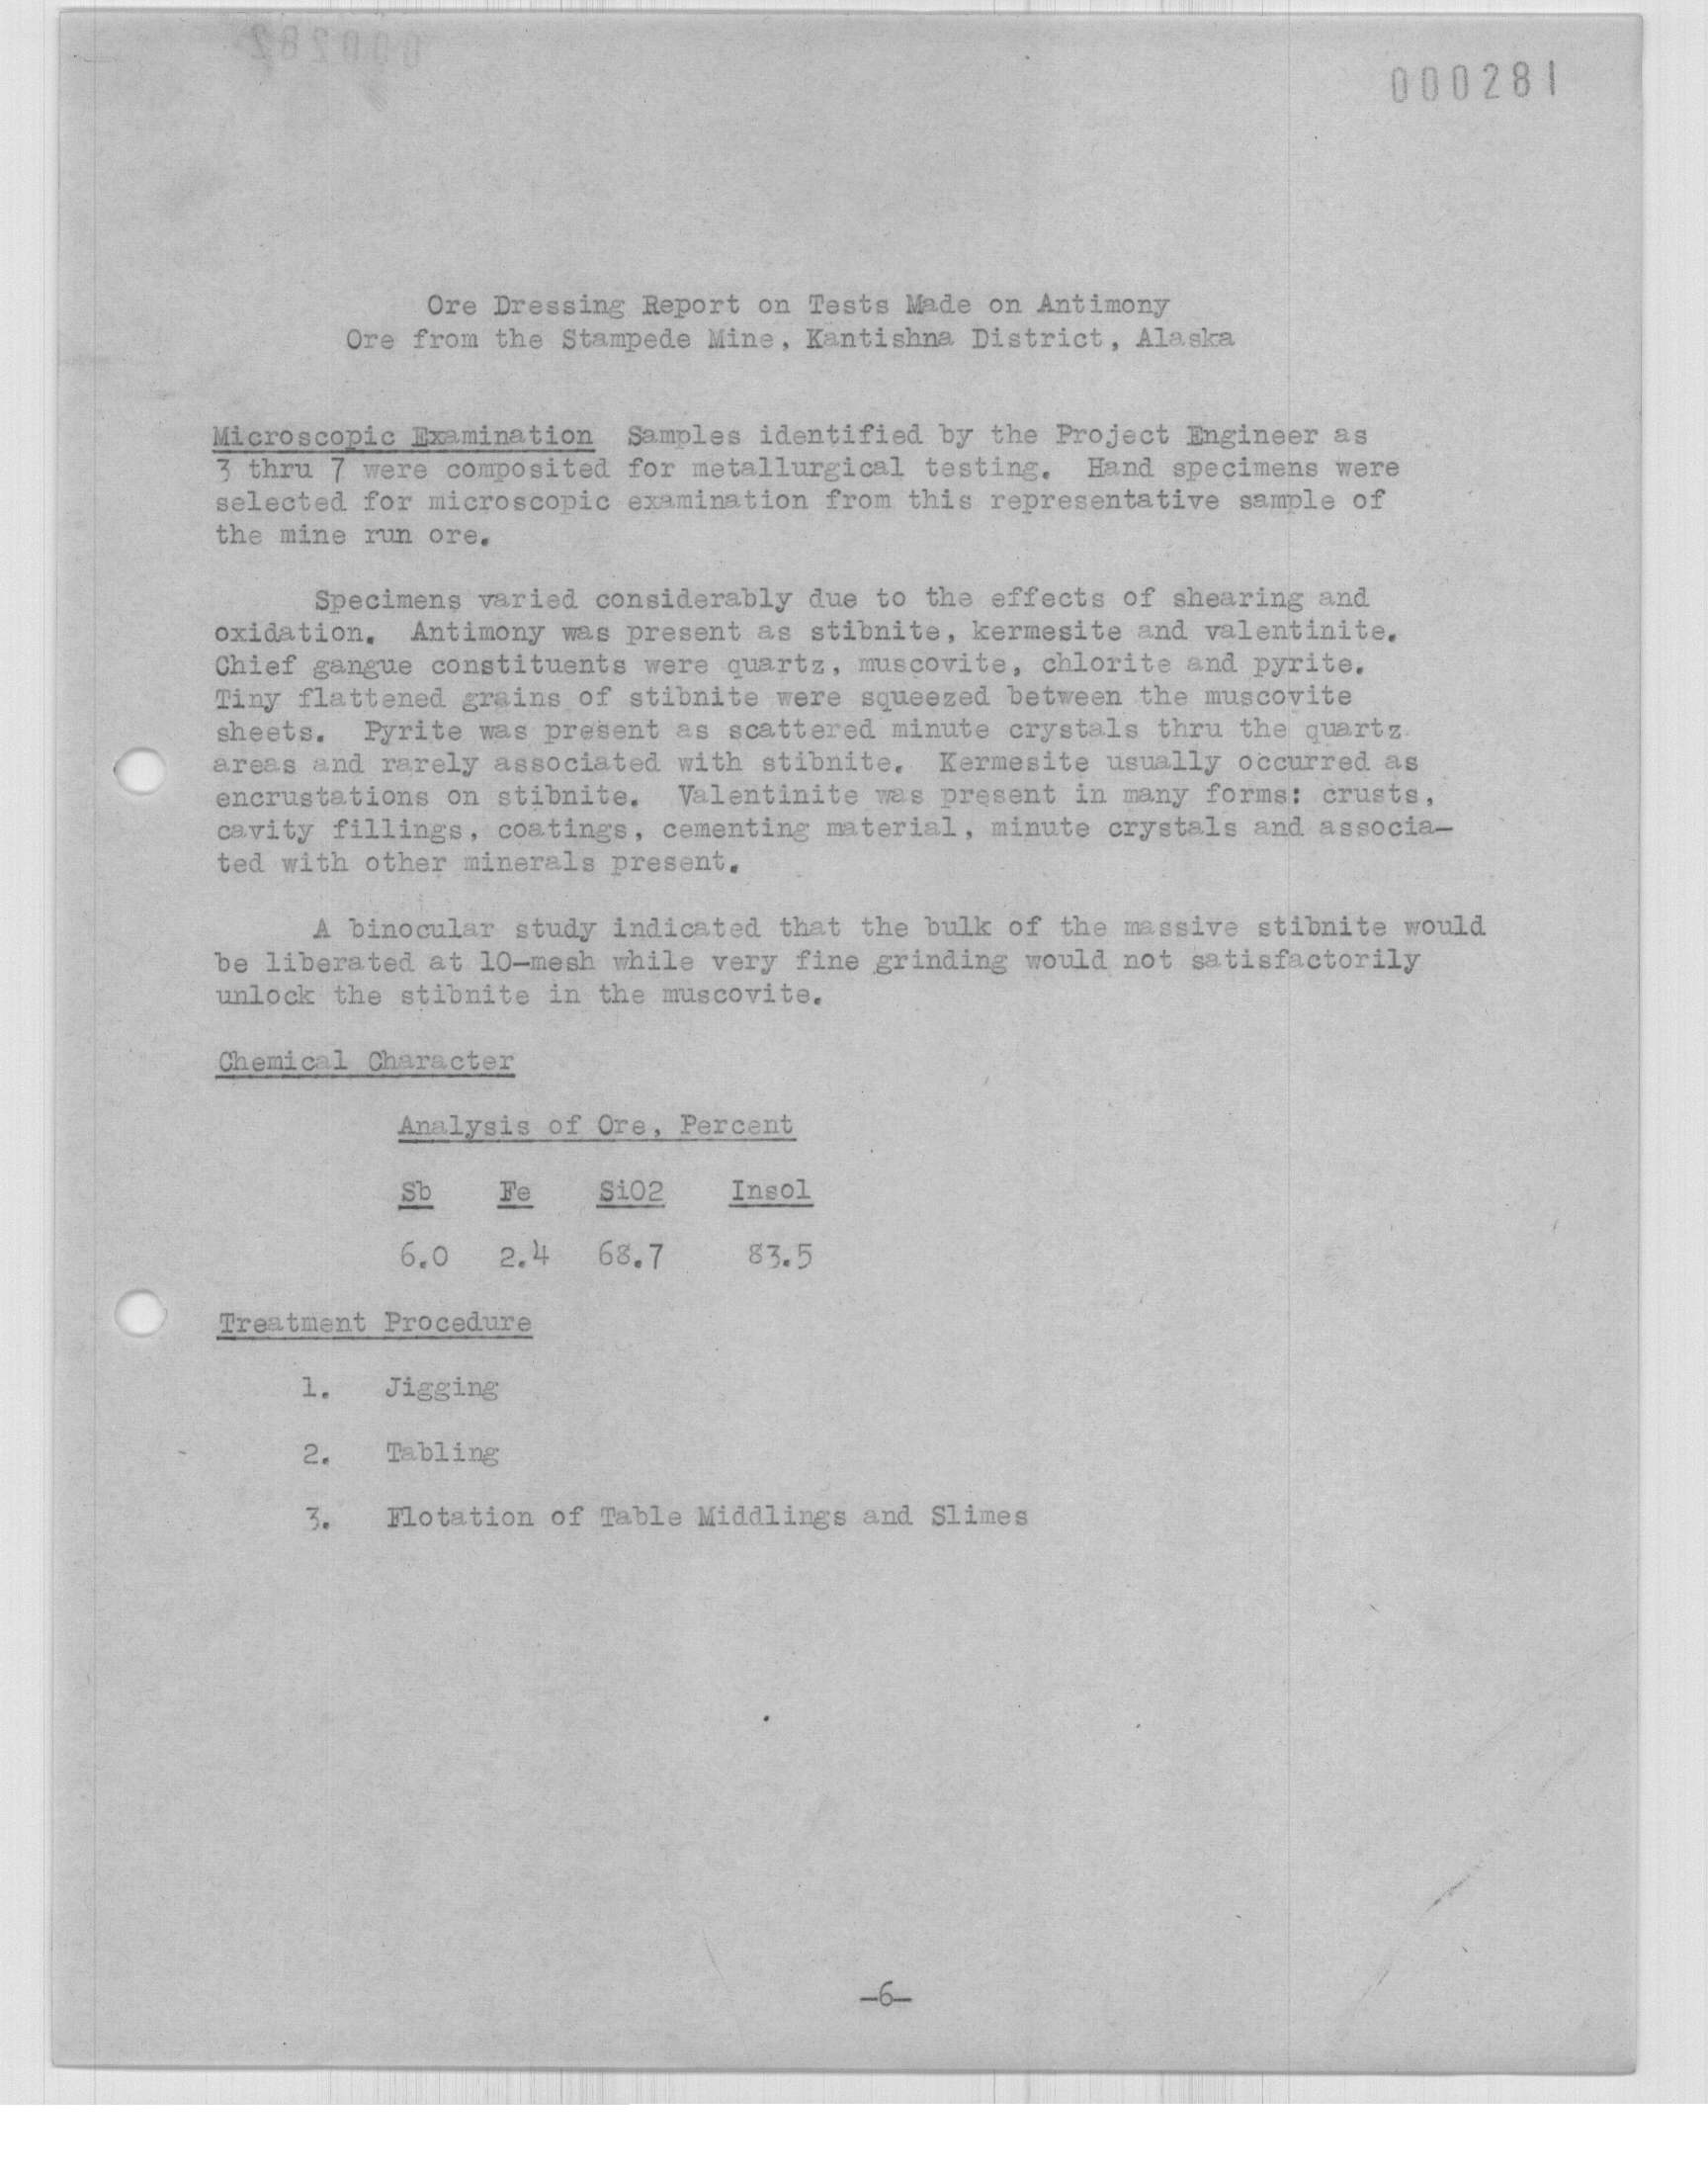 000282
000281
Ore Dressing Report on Tests Made on Antimony
Ore from the Stampede Mine, Kantishna District, Alaska
Microscopic Examination Samples identified by the Project Engineer as
3 thru 7 were composited for metallurgical testing. Hand specimens were
selected for microscopic examination from this representative sample of
the mine run ore.
Specimens varied considerably due to the effects of shearing and
oxidation. Antimony was present as stibnite, kermesite and valentinite.
Chief gangue constituents were quartz, muscovite, chlorite and pyrite.
Tiny flattened grains of stibnite were squeezed between the muscovite
sheets. Pyrite was present as scattered minute crystals thru the quartz
areas and rarely associated with stibnite. Kermesite usually occurred as
encrustations on stibnite. Valentinite was present in many forms: crusts,
cavity fillings, coatings, cementing material, minute crystals and associa-
ted with other minerals present.
A binocular study indicated that the bulk of the massive stibnite would
be liberated at 10-mesh while very fine grinding would not satisfactorily
unlock the stibnite in the muscovite.
Chemical Character
Analysis of Ore, Percent
Sb Fe SiO2 Insol
6.0 2.4 68.7 83.5
Treatment Procedure
1. Jigging
2. Tabling
3. Flotation of Table Middlings and Slimes
-6-